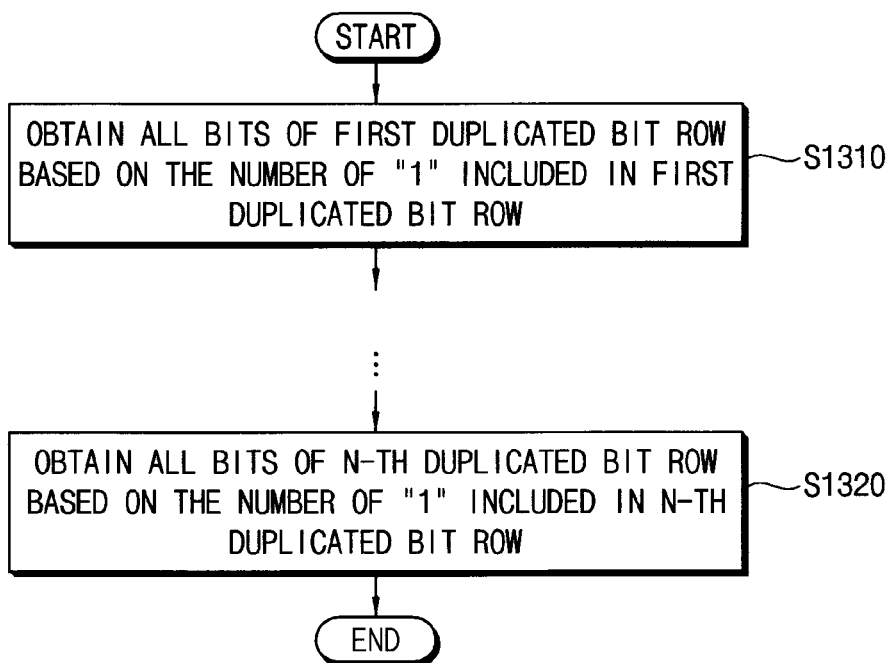 START
OBTAIN ALL BITS OF FIRST DUPLICATED BIT ROW
BASED ON THE NUMBER OF "1" INCLUDED IN FIRST
DUPLICATED BIT ROW
S1310
OBTAIN ALL BITS OF N-TH DUPLICATED BIT ROW
BASED ON THE NUMBER OF "1" INCLUDED IN N-TH
DUPLICATED BIT ROW
S1320
END